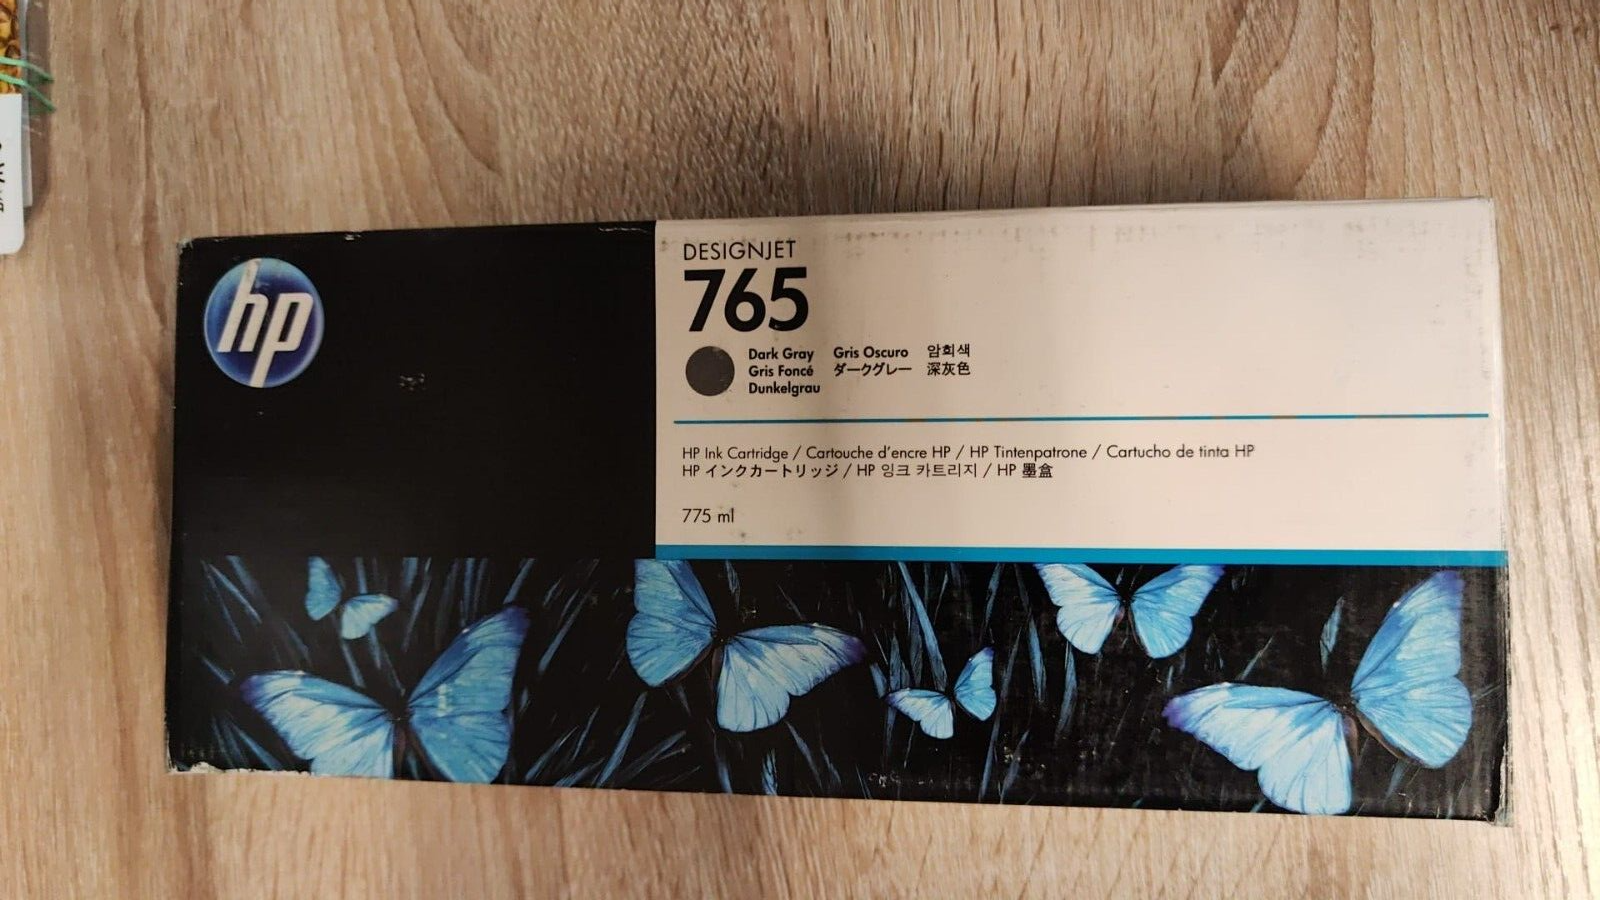 hp
DESIGNJET
765
Dark Gray Gris Oscuro 암회색
Gris Foncé ダークグレー 深灰色
Dunkelgrau
HP Ink Cartridge / Cartouche d'encre HP / HP Tintenpatrone / Cartucho de tinta HP
HP インクカートリッジ / HP 잉크 카트리지 / HP 墨盒
775 ml